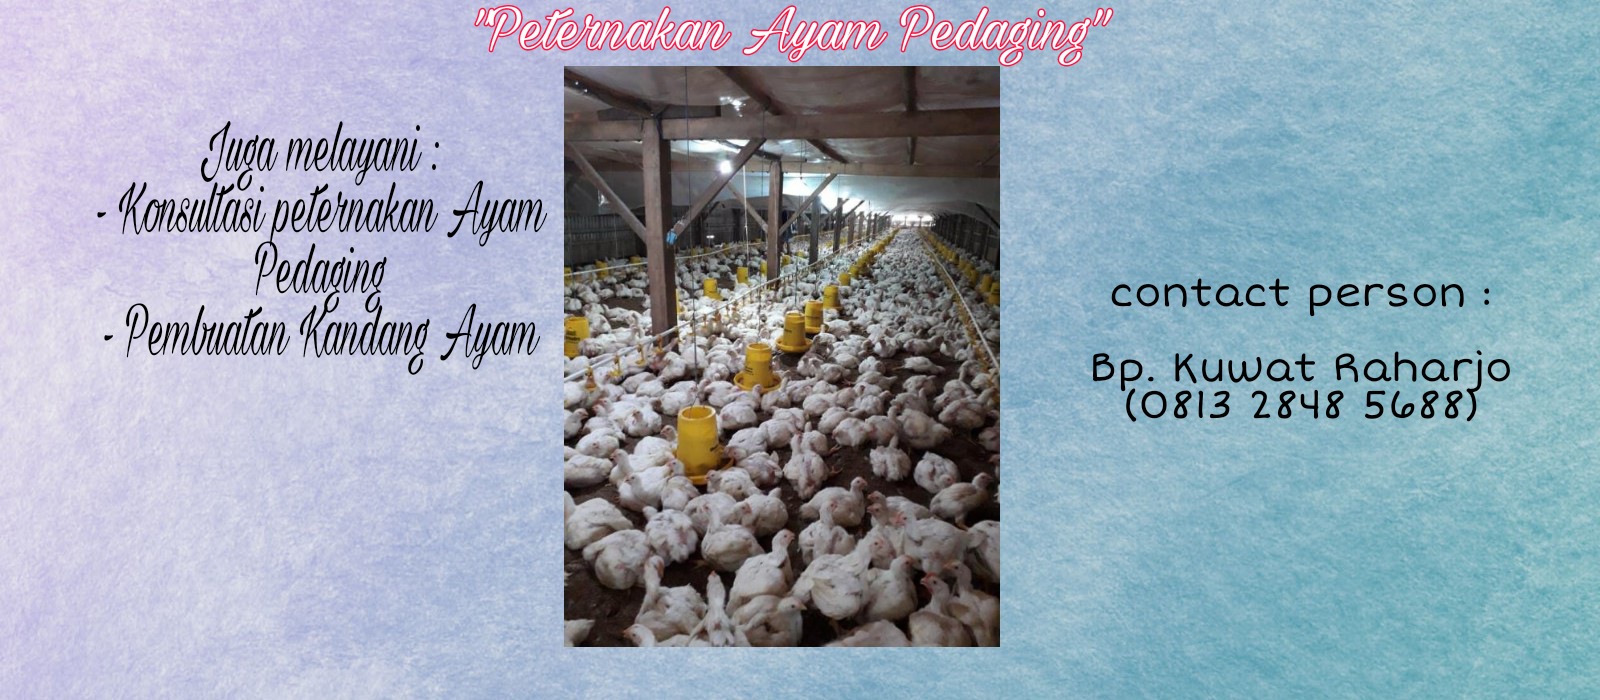 "Peternakan Ayam Pedaging"
Juga melayani :
- Konsultasi peternakan Ayam
Pedaging
- Pembuatan Kandang Ayam
contact person :
Bp. Kuwat Raharjo
(0813 2848 5688)